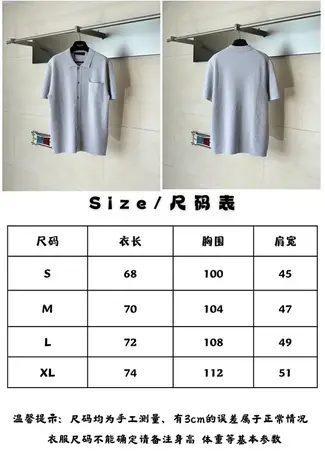 Size/尺码表
尺码 衣长 胸围 肩宽
S 68 100 45
M 70 104 47
L 72 108 49
XL 74 112 51
温馨提示：尺码均为手工测量、有3cm的误差属于正常情况
衣服尺码不能确定请备注身高 体重等基本参数